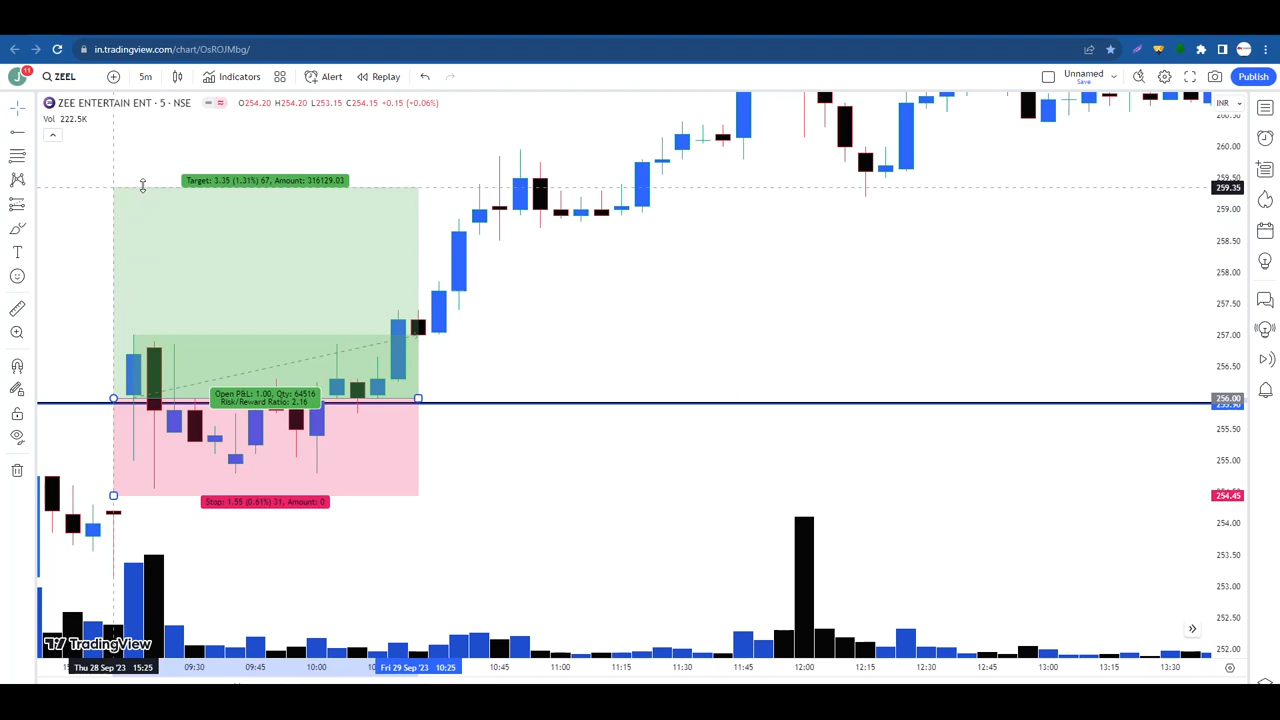 in.tradingview.com/chart/OsROJMbg/
J 11 ZEEL 5m Indicators Alert Replay Unnamed Save Publish
ZEE ENTERTAIN ENT · 5 · NSE O254.20 H254.20 L253.15 C254.15 +0.15 (+0.06%) INR
Vol 222.5K
260.50
260.00
Target: 3.35 (1.31%) 67, Amount: 316129.03
259.50
259.35
259.00
258.50
258.00
257.50
257.00
256.50
Open P&L: 1.00, Qty: 64516
Risk/Reward Ratio: 2.16
256.00
255.90
255.50
255.00
254.45
Stop: 1.55 (0.61%) 31, Amount: 0
254.00
253.50
253.00
252.50
TradingView
252.00
Thu 28 Sep '23 15:25 09:30 09:45 10:00 Fri 29 Sep '23 10:25 10:45 11:00 11:15 11:30 11:45 12:00 12:15 12:30 12:45 13:00 13:15 13:30